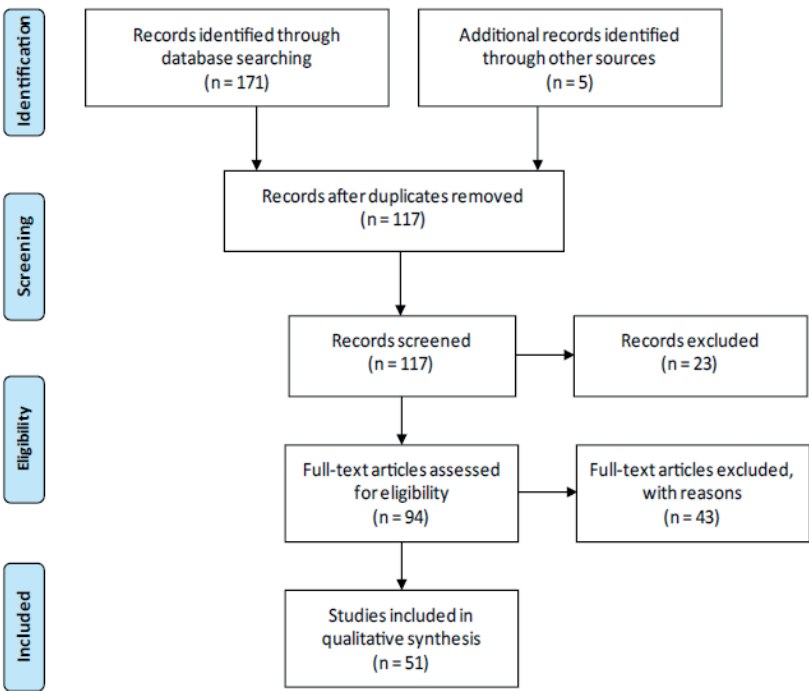 Identification
Records identified through
database searching
(n = 171)
Additional records identified
through other sources
(n = 5)
Screening
Records after duplicates removed
(n = 117)
Records screened
(n = 117)
Records excluded
(n = 23)
Eligibility
Full-text articles assessed
for eligibility
(n = 94)
Full-text articles excluded,
with reasons
(n = 43)
Included
Studies included in
qualitative synthesis
(n = 51)